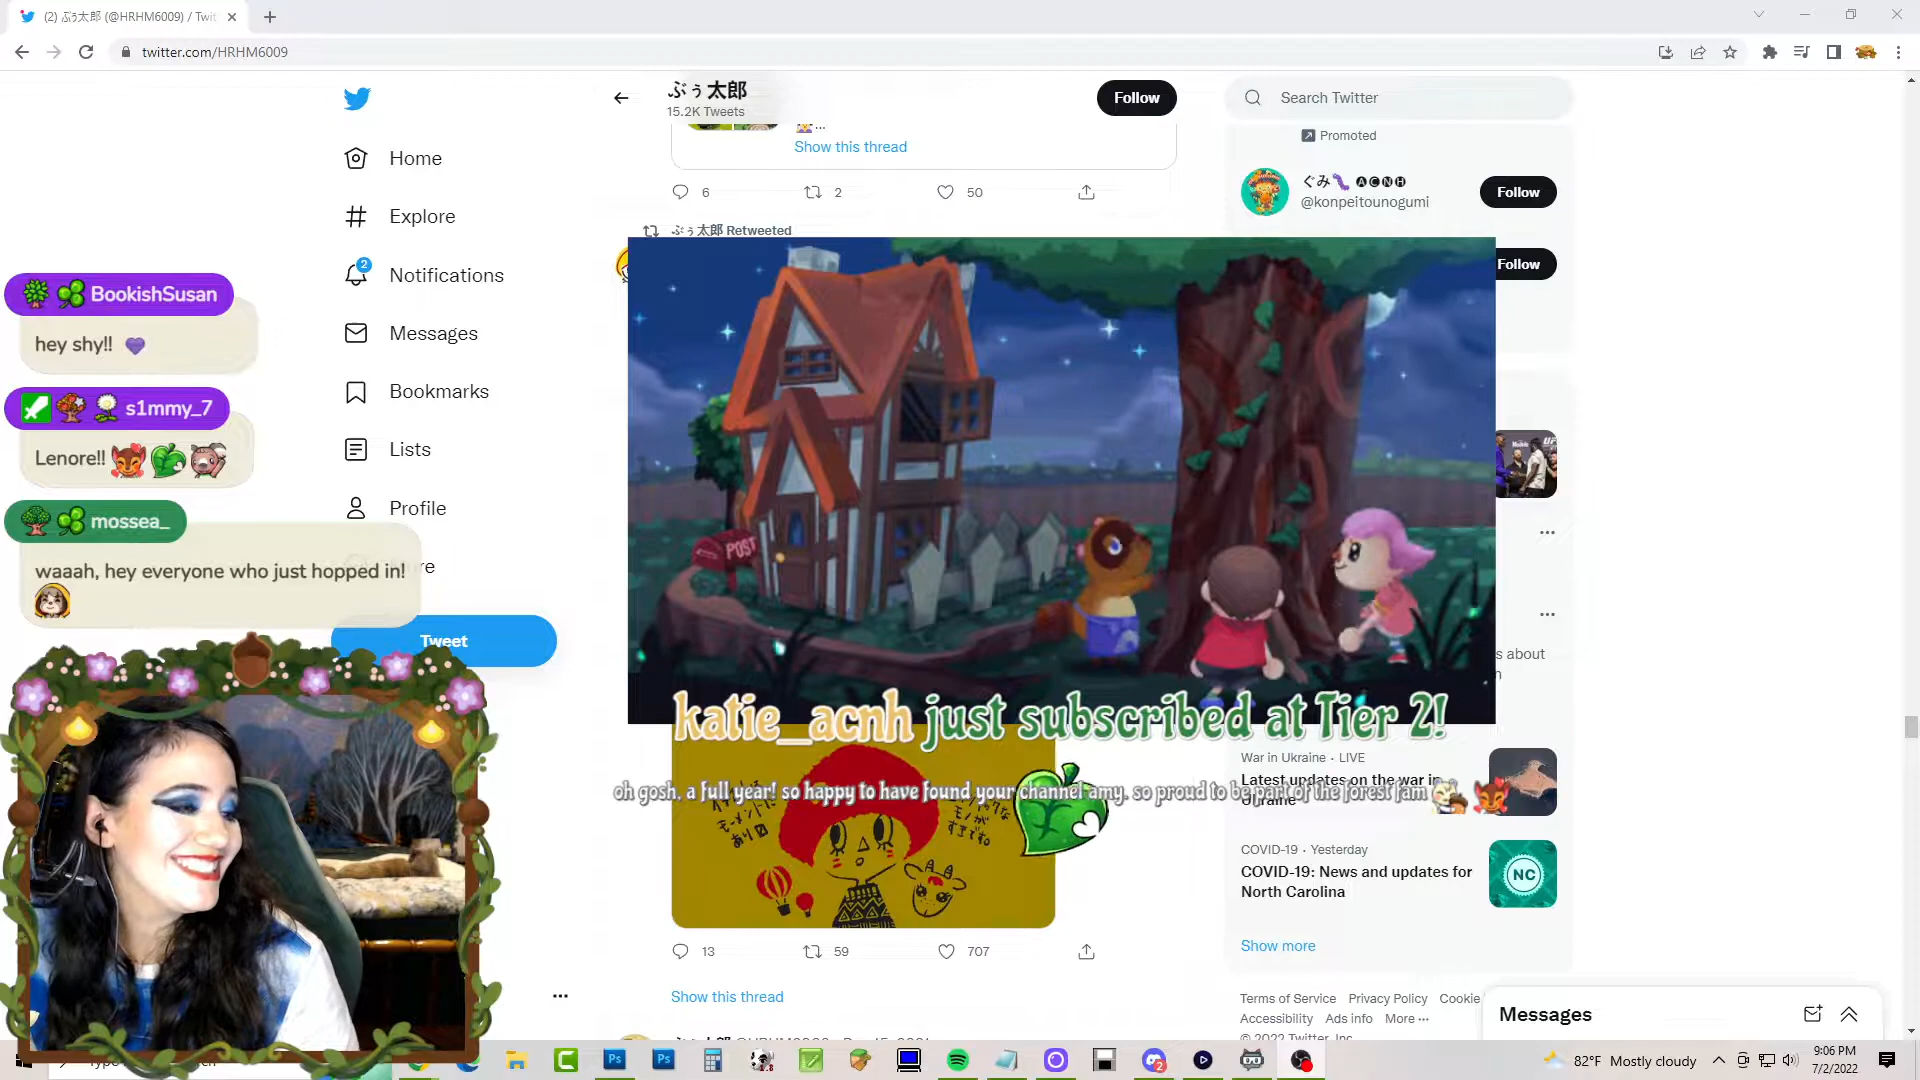 (2) ぶぅ太郎 (@HRHM6009) / Twit
twitter.com/HRHM6009
ぶぅ太郎
15.2K Tweets
Follow
Search Twitter
Promoted
Show this thread
ぐみ🐛 🅐🅒🅝🅗
@konpeitounogumi
Follow
6
2
50
ぶぅ太郎 Retweeted
Follow
Home
Explore
2
Notifications
Messages
Bookmarks
Lists
Profile
Tweet
BookishSusan
hey shy!!
s1mmy_7
Lenore!!
mossea_
waaah, hey everyone who just hopped in!
POST
s about
katie_acnh just subscribed at Tier 2!
oh gosh, a full year! so happy to have found your channel amy. so proud to be part of the forest fam
War in Ukraine · LIVE
Latest updates on the war in
Ukraine
COVID-19 · Yesterday
COVID-19: News and updates for
North Carolina
NC
Show more
13
59
707
Show this thread
Terms of Service Privacy Policy Cookie
Accessibility Ads info More ···
© 2022 Twitter, Inc.
Messages
82°F Mostly cloudy
9:06 PM
7/2/2022